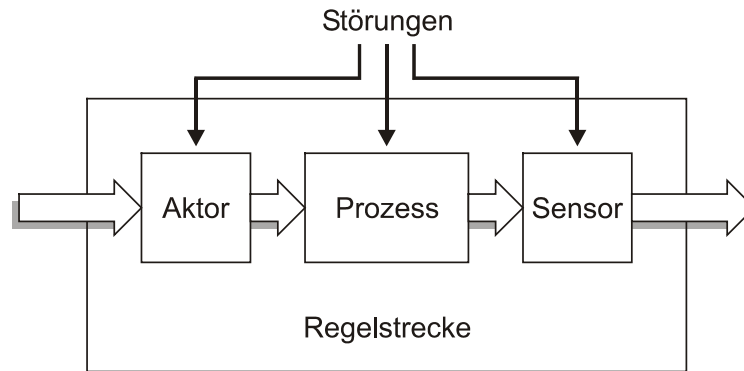 Störungen
Aktor
Prozess
Sensor
Regelstrecke